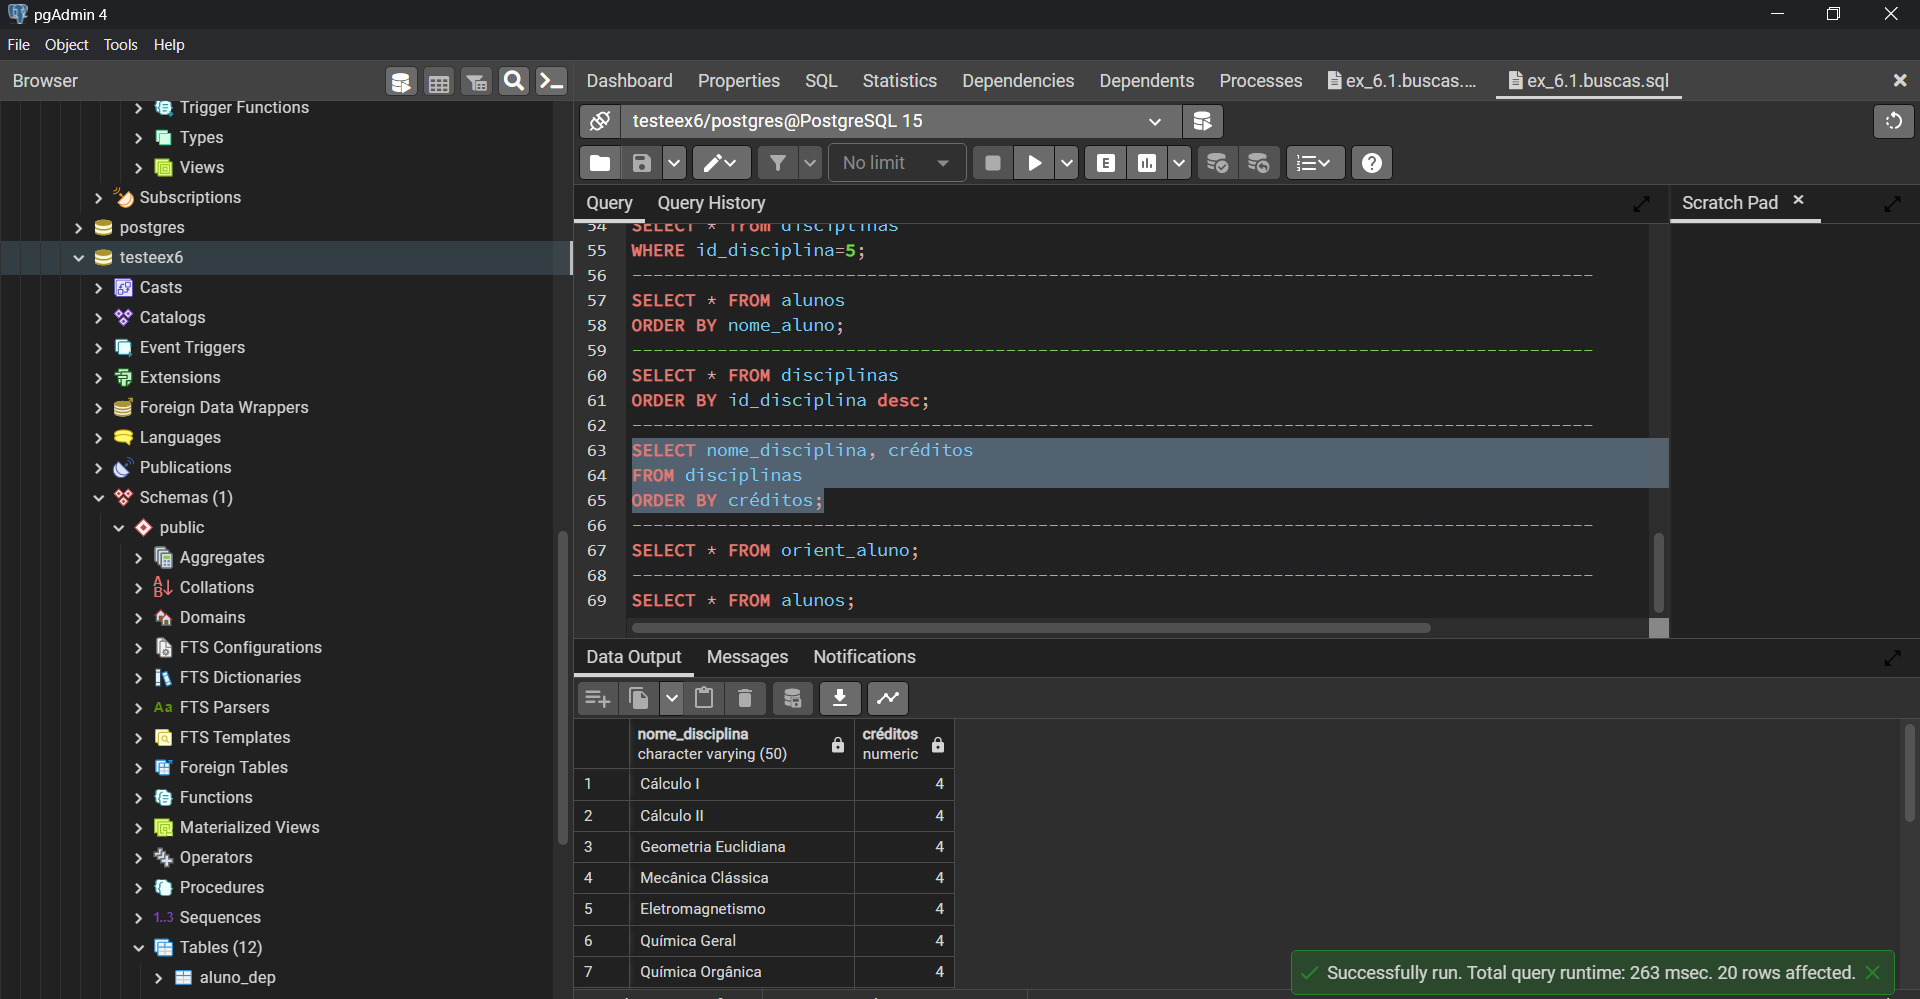 pgAdmin 4
File Object Tools Help
Browser
Dashboard Properties SQL Statistics Dependencies Dependents Processes ex_6.1.buscas.... ex_6.1.buscas.sql
Trigger Functions
Types
Views
Subscriptions
postgres
testeex6
Casts
Catalogs
Event Triggers
Extensions
Foreign Data Wrappers
Languages
Publications
Schemas (1)
public
Aggregates
Collations
Domains
FTS Configurations
FTS Dictionaries
Aa FTS Parsers
FTS Templates
Foreign Tables
Functions
Materialized Views
Operators
Procedures
1..3 Sequences
Tables (12)
aluno_dep
testeex6/postgres@PostgreSQL 15
No limit
E
Query Query History
Scratch Pad
54 SELECT * from disciplinas
55 WHERE id_disciplina=5;
56 ------------------------------------------------------------------------------------------
57 SELECT * FROM alunos
58 ORDER BY nome_aluno;
59 ------------------------------------------------------------------------------------------
60 SELECT * FROM disciplinas
61 ORDER BY id_disciplina desc;
62 ------------------------------------------------------------------------------------------
63 SELECT nome_disciplina, créditos
64 FROM disciplinas
65 ORDER BY créditos;
66 ------------------------------------------------------------------------------------------
67 SELECT * FROM orient_aluno;
68 ------------------------------------------------------------------------------------------
69 SELECT * FROM alunos;
Data Output Messages Notifications
nome_disciplina créditos
character varying (50) numeric
1 Cálculo I 4
2 Cálculo II 4
3 Geometria Euclidiana 4
4 Mecânica Clássica 4
5 Eletromagnetismo 4
6 Química Geral 4
7 Química Orgânica 4
Successfully run. Total query runtime: 263 msec. 20 rows affected.